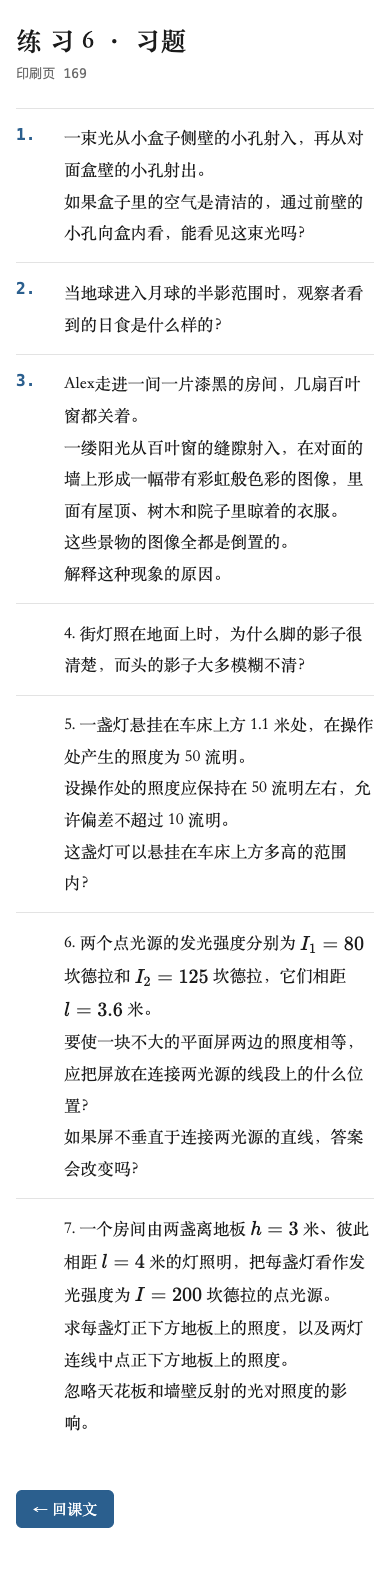 练 习 6 · 习题
印刷页 169
1. 一束光从小盒子侧壁的小孔射入，再从对
面盒壁的小孔射出。
如果盒子里的空气是清洁的，通过前壁的
小孔向盒内看，能看见这束光吗？
2. 当地球进入月球的半影范围时，观察者看
到的日食是什么样的？
3. Alex走进一间一片漆黑的房间，几扇百叶
窗都关着。
一缕阳光从百叶窗的缝隙射入，在对面的
墙上形成一幅带有彩虹般色彩的图像，里
面有屋顶、树木和院子里晾着的衣服。
这些景物的图像全都是倒置的。
解释这种现象的原因。
4. 街灯照在地面上时，为什么脚的影子很
清楚，而头的影子大多模糊不清？
5. 一盏灯悬挂在车床上方 1.1 米处，在操作
处产生的照度为 50 流明。
设操作处的照度应保持在 50 流明左右，允
许偏差不超过 10 流明。
这盏灯可以悬挂在车床上方多高的范围
内？
6. 两个点光源的发光强度分别为 I₁ = 80
坎德拉和 I₂ = 125 坎德拉，它们相距
l = 3.6 米。
要使一块不大的平面屏两边的照度相等，
应把屏放在连接两光源的线段上的什么位
置？
如果屏不垂直于连接两光源的直线，答案
会改变吗？
7. 一个房间由两盏离地板 h = 3 米、彼此
相距 l = 4 米的灯照明，把每盏灯看作发
光强度为 I = 200 坎德拉的点光源。
求每盏灯正下方地板上的照度，以及两灯
连线中点正下方地板上的照度。
忽略天花板和墙壁反射的光对照度的影
响。
← 回课文